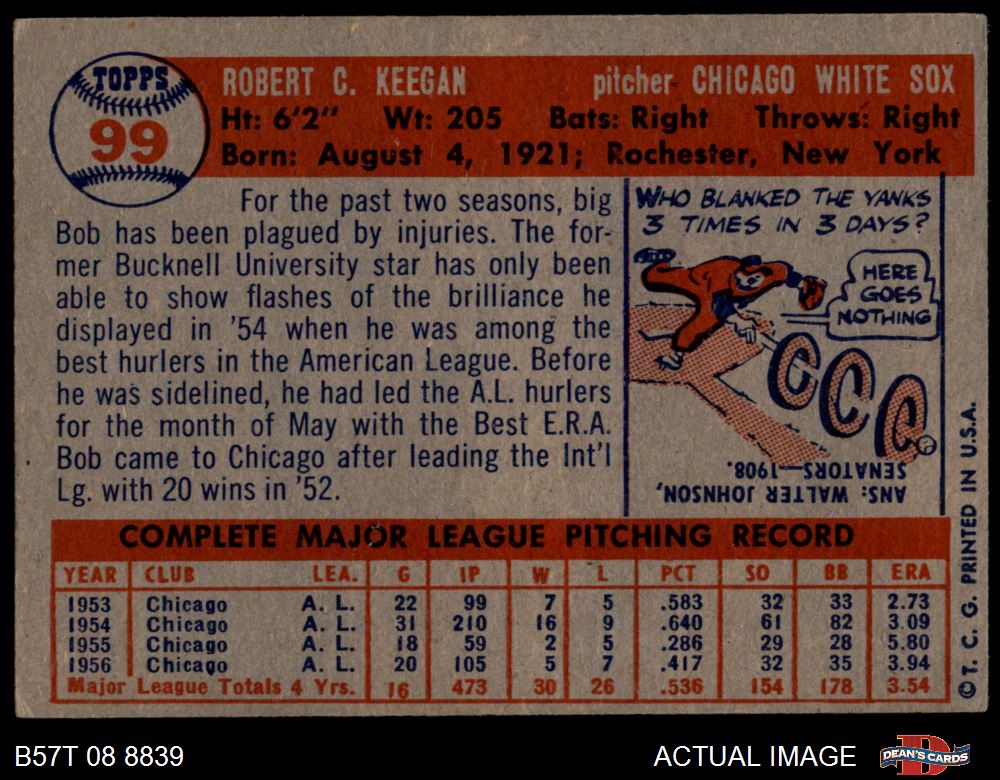 TOPPS
99
ROBERT C. KEEGAN pitcher CHICAGO WHITE SOX
Ht: 6'2" Wt: 205 Bats: Right Throws: Right
Born: August 4, 1921; Rochester, New York
For the past two seasons, big
Bob has been plagued by injuries. The for-
mer Bucknell University star has only been
able to show flashes of the brilliance he
displayed in '54 when he was among the
best hurlers in the American League. Before
he was sidelined, he had led the A.L. hurlers
for the month of May with the Best E.R.A.
Bob came to Chicago after leading the Int'l
Lg. with 20 wins in '52.
WHO BLANKED THE YANKS
3 TIMES IN 3 DAYS?
HERE
GOES
NOTHING
ANS: WALTER JOHNSON,
SENATORS—1908.
COMPLETE MAJOR LEAGUE PITCHING RECORD
YEAR CLUB LEA. G IP W L PCT SO BB ERA
1953 Chicago A. L. 22 99 7 5 .583 32 33 2.73
1954 Chicago A. L. 31 210 16 9 .640 61 82 3.09
1955 Chicago A. L. 18 59 2 5 .286 29 28 5.80
1956 Chicago A. L. 20 105 5 7 .417 32 35 3.94
Major League Totals 4 Yrs. 16 473 30 26 .536 154 178 3.54
© T. C. G. PRINTED IN U.S.A.
B57T 08 8839 ACTUAL IMAGE DEAN'S CARDS